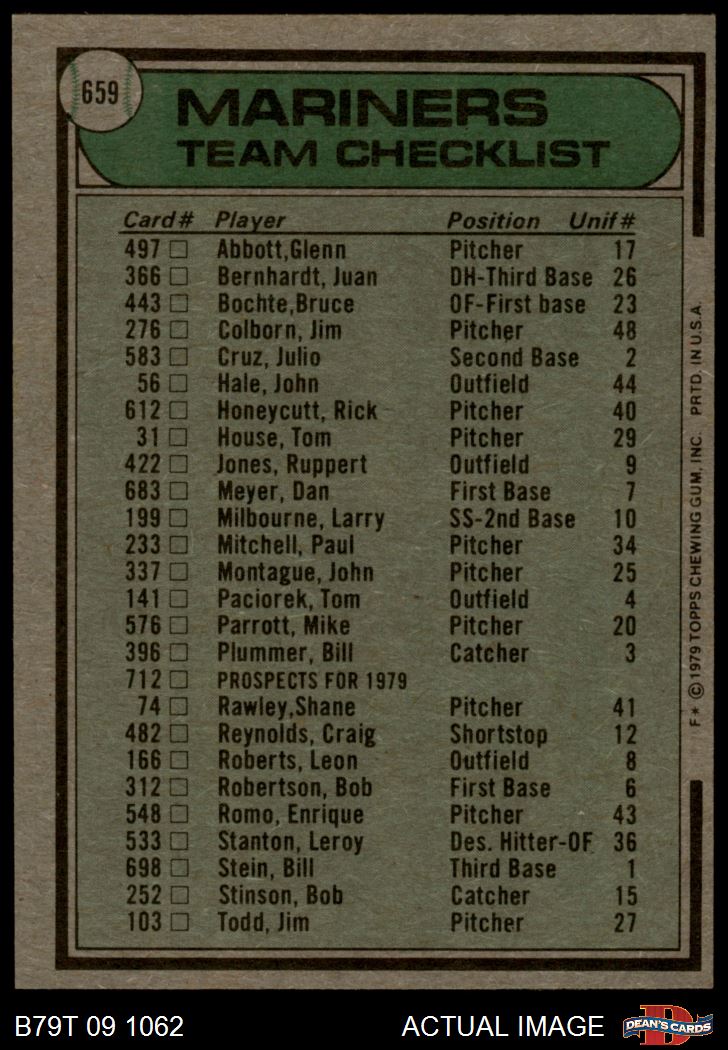 659
MARINERS
TEAM CHECKLIST
Card# Player Position Unif#
497 Abbott,Glenn Pitcher 17
366 Bernhardt, Juan DH-Third Base 26
443 Bochte,Bruce OF-First base 23
276 Colborn, Jim Pitcher 48
583 Cruz, Julio Second Base 2
56 Hale, John Outfield 44
612 Honeycutt, Rick Pitcher 40
31 House, Tom Pitcher 29
422 Jones, Ruppert Outfield 9
683 Meyer, Dan First Base 7
199 Milbourne, Larry SS-2nd Base 10
233 Mitchell, Paul Pitcher 34
337 Montague, John Pitcher 25
141 Paciorek, Tom Outfield 4
576 Parrott, Mike Pitcher 20
396 Plummer, Bill Catcher 3
712 PROSPECTS FOR 1979
74 Rawley,Shane Pitcher 41
482 Reynolds, Craig Shortstop 12
166 Roberts, Leon Outfield 8
312 Robertson, Bob First Base 6
548 Romo, Enrique Pitcher 43
533 Stanton, Leroy Des. Hitter-OF 36
698 Stein, Bill Third Base 1
252 Stinson, Bob Catcher 15
103 Todd, Jim Pitcher 27
F* © 1979 TOPPS CHEWING GUM, INC. PRTD. IN U.S.A.
B79T 09 1062 ACTUAL IMAGE
DEAN'S CARDS